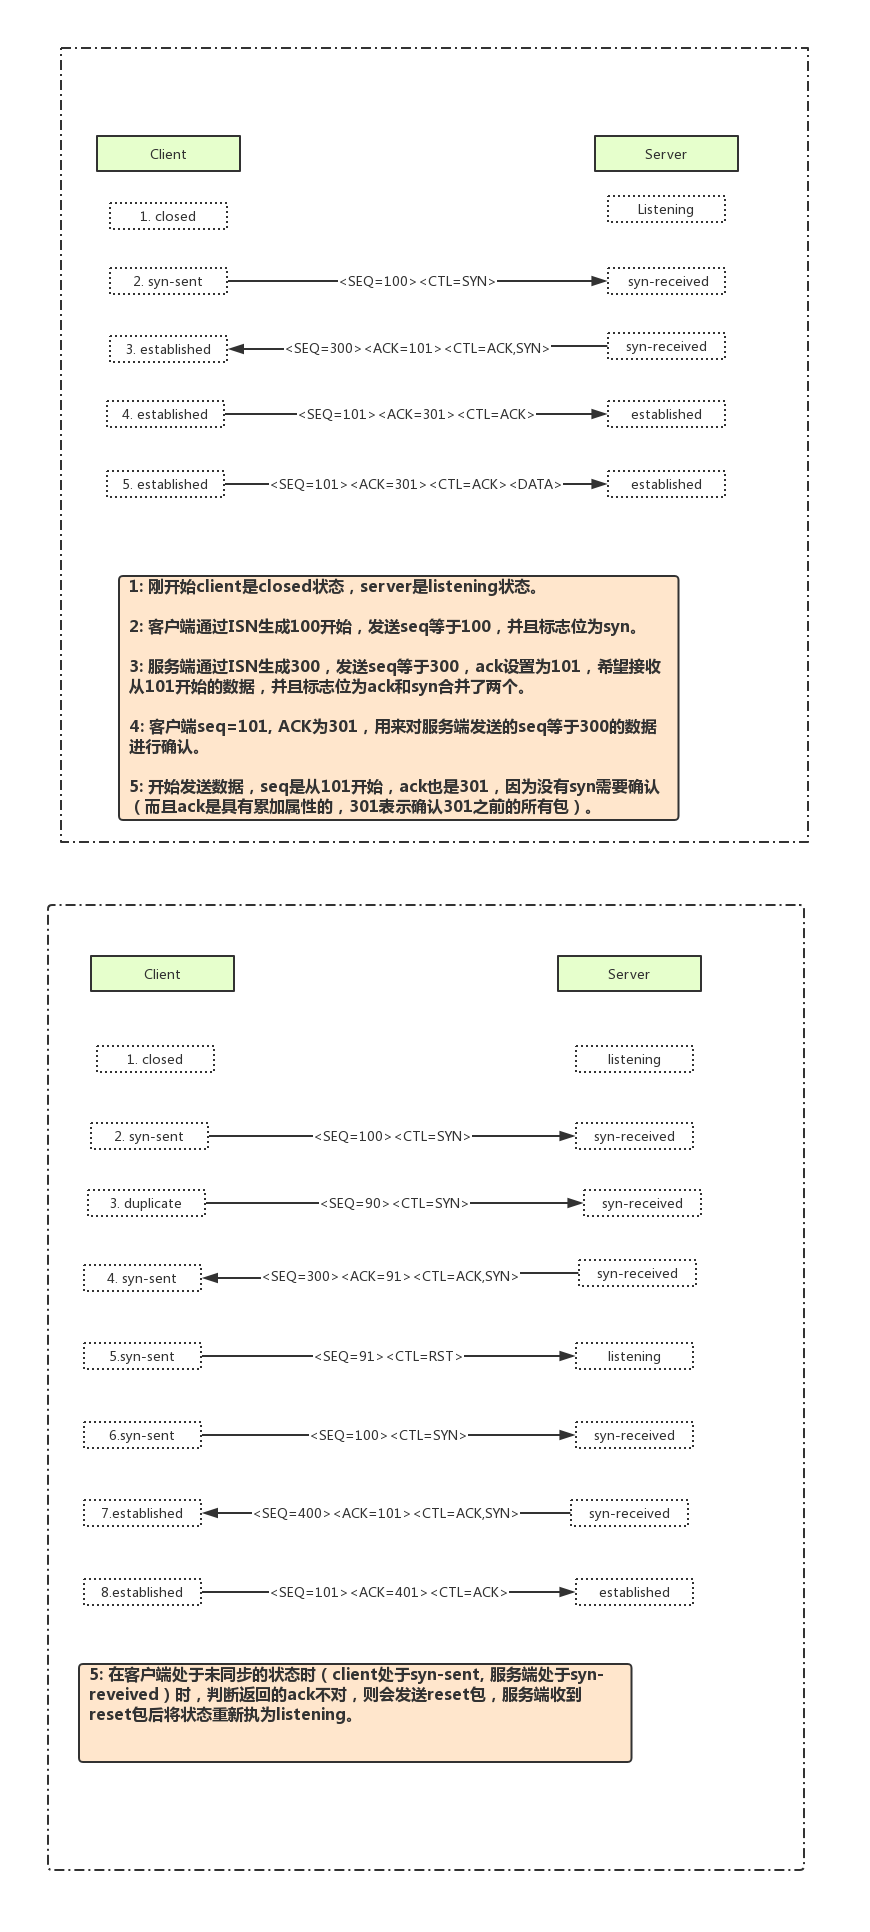 Client
Server
1. closed
Listening
2. syn-sent
<SEQ=100><CTL=SYN>
syn-received
3. established
<SEQ=300><ACK=101><CTL=ACK,SYN>
syn-received
4. established
<SEQ=101><ACK=301><CTL=ACK>
established
5. established
<SEQ=101><ACK=301><CTL=ACK><DATA>
established
1: 刚开始client是closed状态，server是listening状态。
2: 客户端通过ISN生成100开始，发送seq等于100，并且标志位为syn。
3: 服务端通过ISN生成300，发送seq等于300，ack设置为101，希望接收
从101开始的数据，并且标志位为ack和syn合并了两个。
4: 客户端seq=101, ACK为301，用来对服务端发送的seq等于300的数据
进行确认。
5: 开始发送数据，seq是从101开始，ack也是301，因为没有syn需要确认
（而且ack是具有累加属性的，301表示确认301之前的所有包）。
Client
Server
1. closed
listening
2. syn-sent
<SEQ=100><CTL=SYN>
syn-received
3. duplicate
<SEQ=90><CTL=SYN>
syn-received
4. syn-sent
<SEQ=300><ACK=91><CTL=ACK,SYN>
syn-received
5.syn-sent
<SEQ=91><CTL=RST>
listening
6.syn-sent
<SEQ=100><CTL=SYN>
syn-received
7.established
<SEQ=400><ACK=101><CTL=ACK,SYN>
syn-received
8.established
<SEQ=101><ACK=401><CTL=ACK>
established
5: 在客户端处于未同步的状态时（client处于syn-sent, 服务端处于syn-
reveived）时，判断返回的ack不对，则会发送reset包，服务端收到
reset包后将状态重新执为listening。